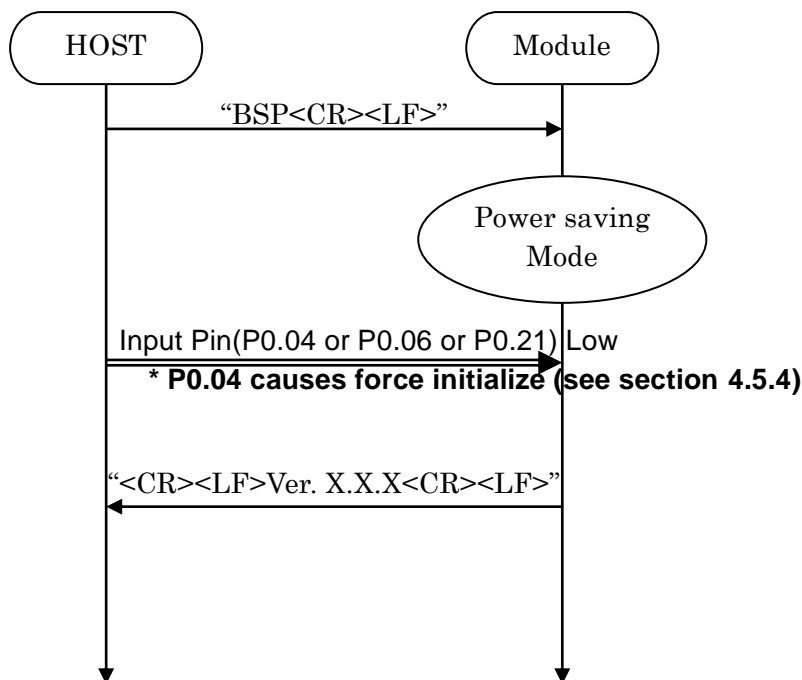 HOST
Module
“BSP<CR><LF>”
Power saving
Mode
Input Pin(P0.04 or P0.06 or P0.21) Low
* P0.04 causes force initialize (see section 4.5.4)
“<CR><LF>Ver. X.X.X<CR><LF>”